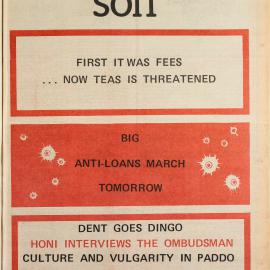 soit
FIRST IT WAS FEES
... NOW TEAS IS THREATENED
BIG
ANTI-LOANS MARCH
TOMORROW
DENT GOES DINGO
HONI INTERVIEWS THE OMBUDSMAN
CULTURE AND VULGARITY IN PADDO